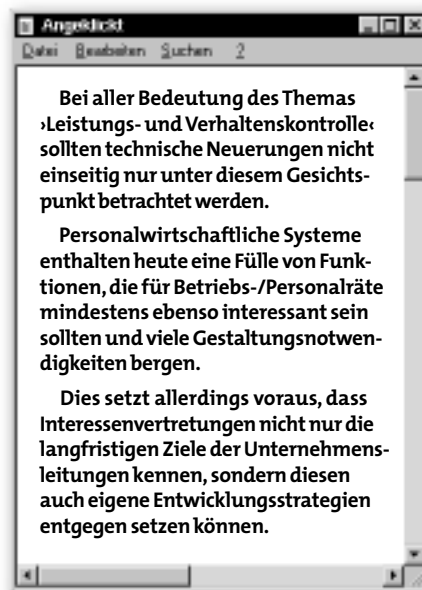 Angeklickt
Datei Bearbeiten Suchen ?
Bei aller Bedeutung des Themas
›Leistungs- und Verhaltenskontrolle‹
sollten technische Neuerungen nicht
einseitig nur unter diesem Gesichts-
punkt betrachtet werden.
Personalwirtschaftliche Systeme
enthalten heute eine Fülle von Funk-
tionen, die für Betriebs-/Personalräte
mindestens ebenso interessant sein
sollten und viele Gestaltungsnotwen-
digkeiten bergen.
Dies setzt allerdings voraus, dass
Interessenvertretungen nicht nur die
langfristigen Ziele der Unternehmens-
leitungen kennen, sondern diesen
auch eigene Entwicklungsstrategien
entgegen setzen können.